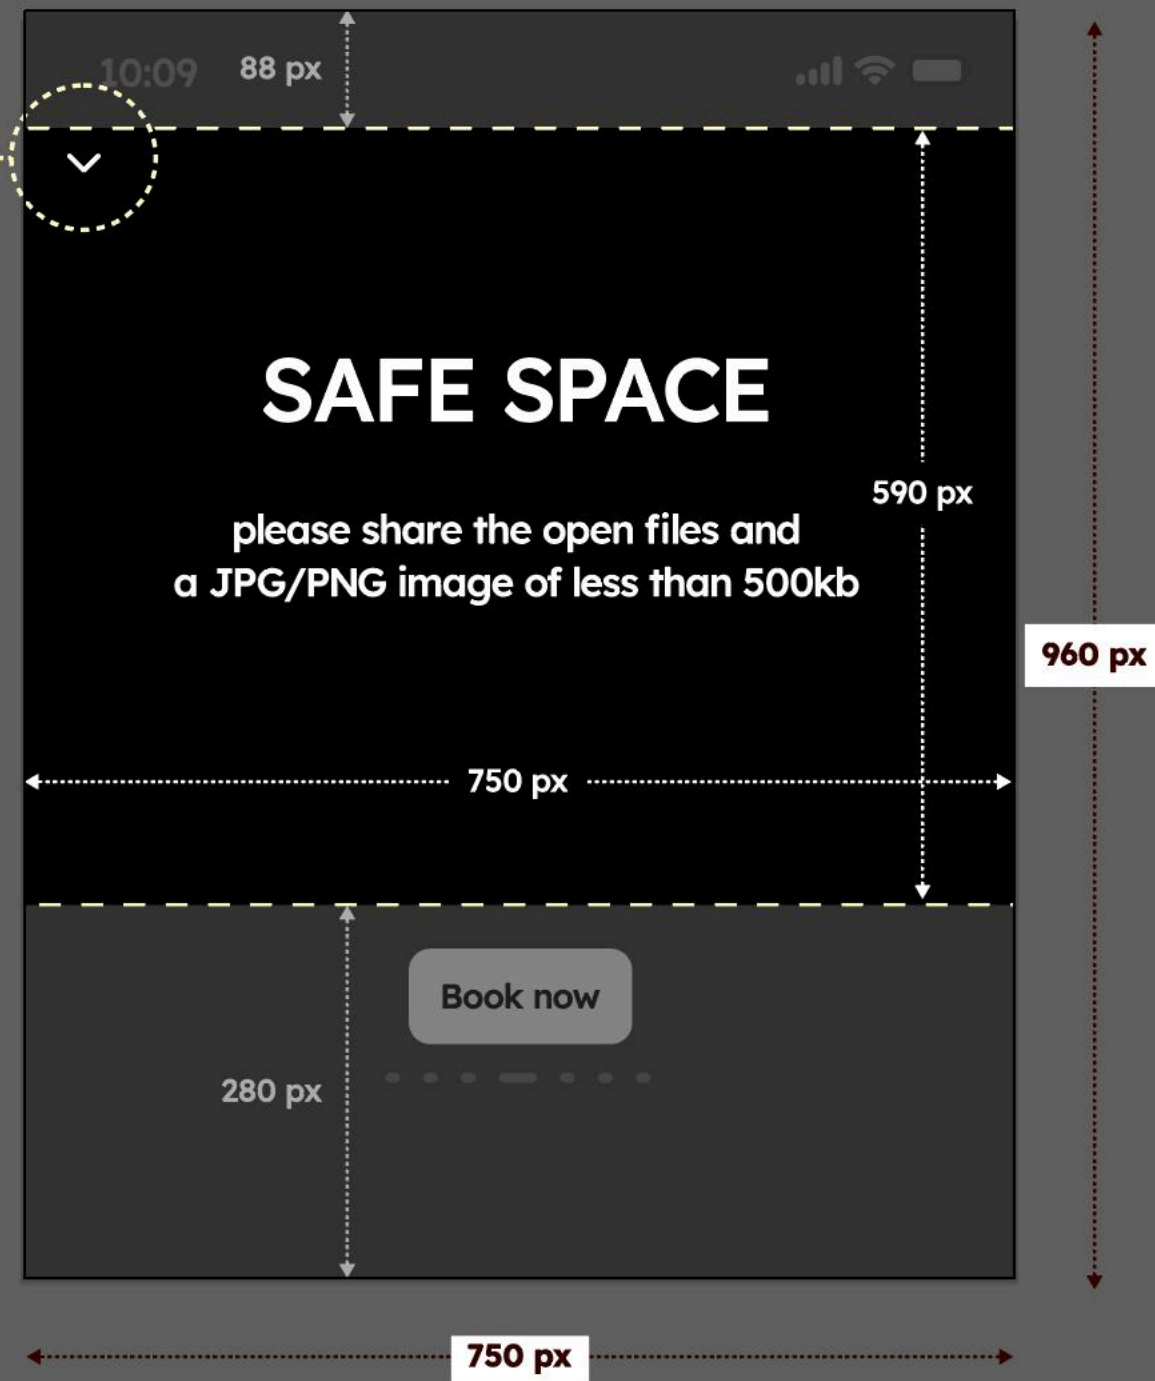 10:09
88 px
SAFE SPACE
590 px
please share the open files and
a JPG/PNG image of less than 500kb
960 px
750 px
Book now
280 px
750 px